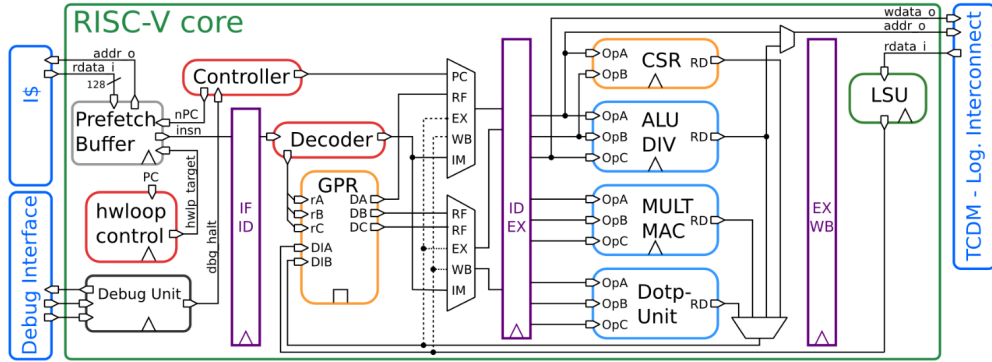 RISC-V core
I$
addr_o
rdata_i
128
Prefetch
Buffer
nPC
insn
PC
hwloop
control
hwlp_target
dbg_halt
Debug Interface
Debug Unit
Controller
Decoder
IF
ID
GPR
rA
rB
rC
DIA
DIB
DA
DB
DC
PC
RF
EX
WB
IM
RF
RF
EX
WB
IM
ID
EX
OpA
OpB
CSR
RD
OpA
OpB
OpC
ALU
DIV
RD
OpA
OpB
OpC
MULT
MAC
RD
OpA
OpB
OpC
Dotp-
Unit
RD
EX
WB
LSU
wdata_o
addr_o
rdata_i
TCDM - Log. Interconnect